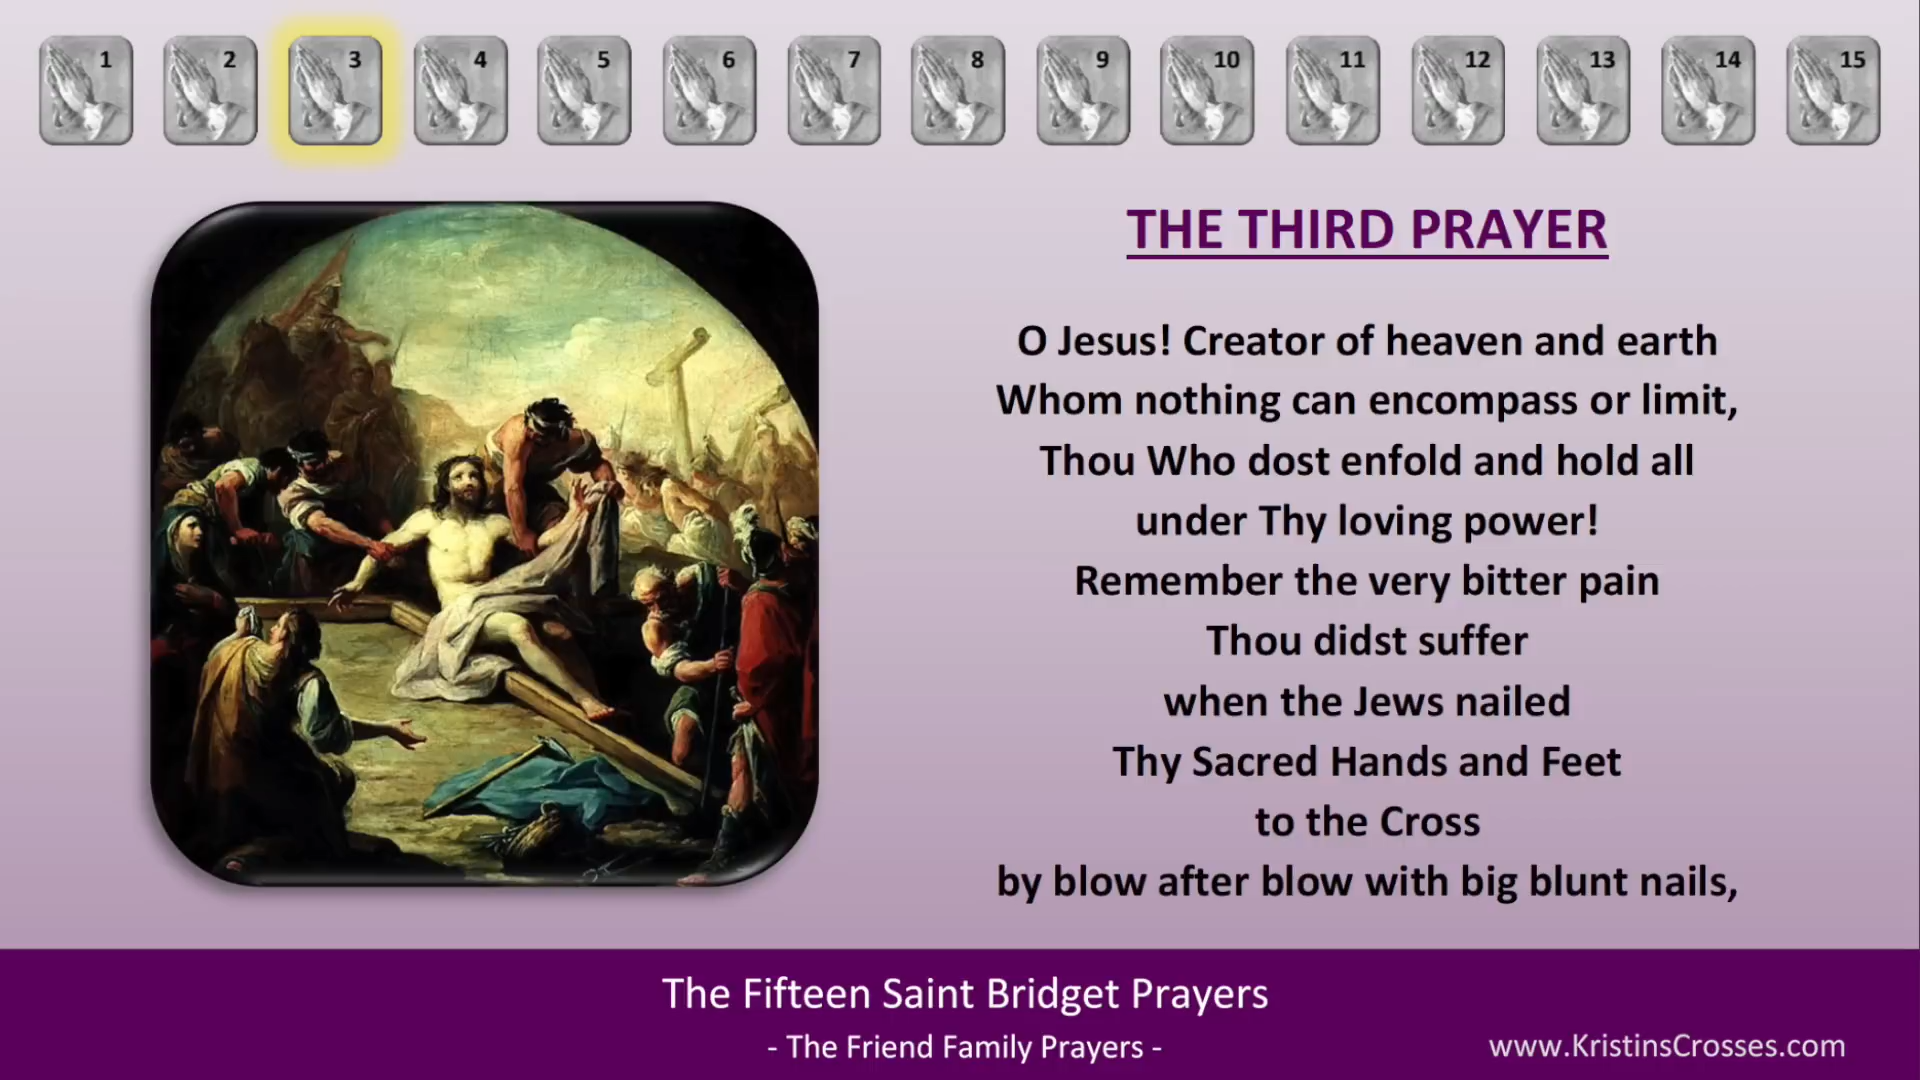 1 2 3 4 5 6 7 8 9 10 11 12 13 14 15
THE THIRD PRAYER
O Jesus! Creator of heaven and earth
Whom nothing can encompass or limit,
Thou Who dost enfold and hold all
under Thy loving power!
Remember the very bitter pain
Thou didst suffer
when the Jews nailed
Thy Sacred Hands and Feet
to the Cross
by blow after blow with big blunt nails,
The Fifteen Saint Bridget Prayers
- The Friend Family Prayers -
www.KristinsCrosses.com